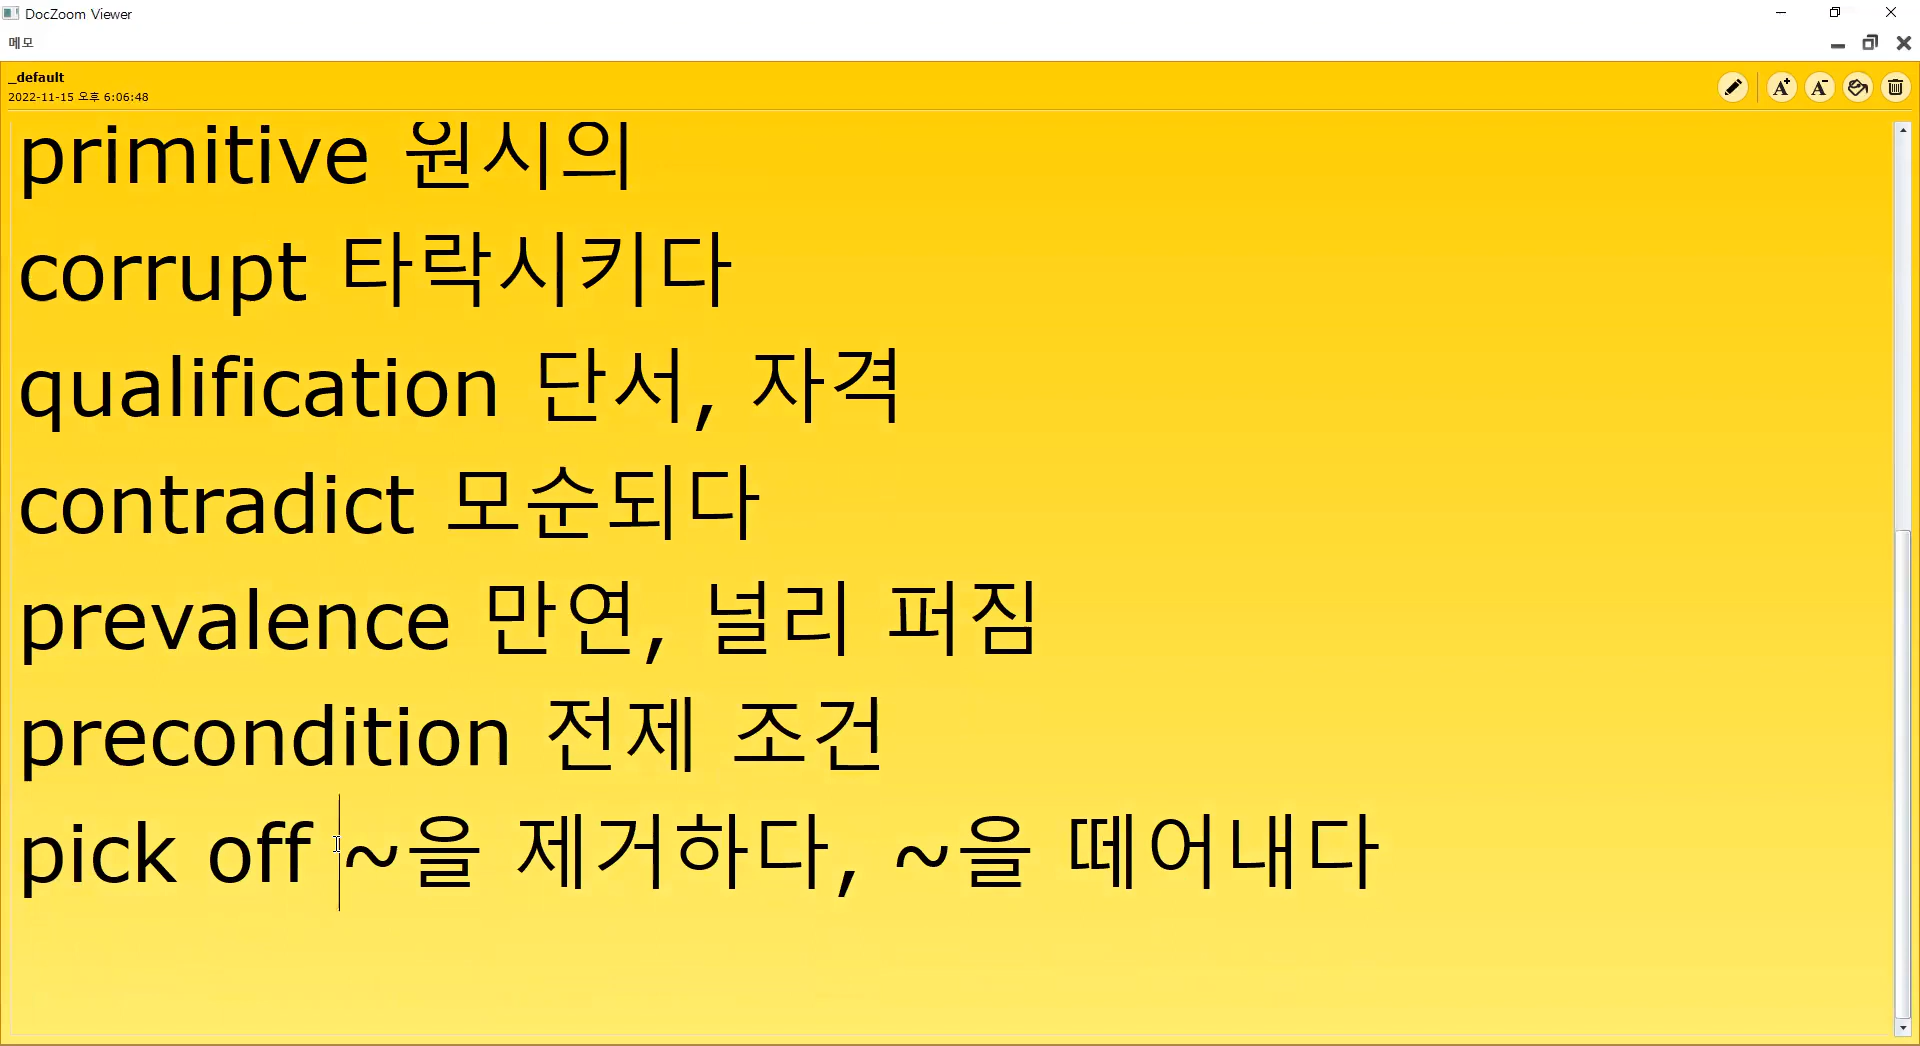 DocZoom Viewer
메모
_default
2022-11-15 오후 6:06:48
primitive 원시의
corrupt 타락시키다
qualification 단서, 자격
contradict 모순되다
prevalence 만연, 널리 퍼짐
precondition 전제 조건
pick off ~을 제거하다, ~을 떼어내다